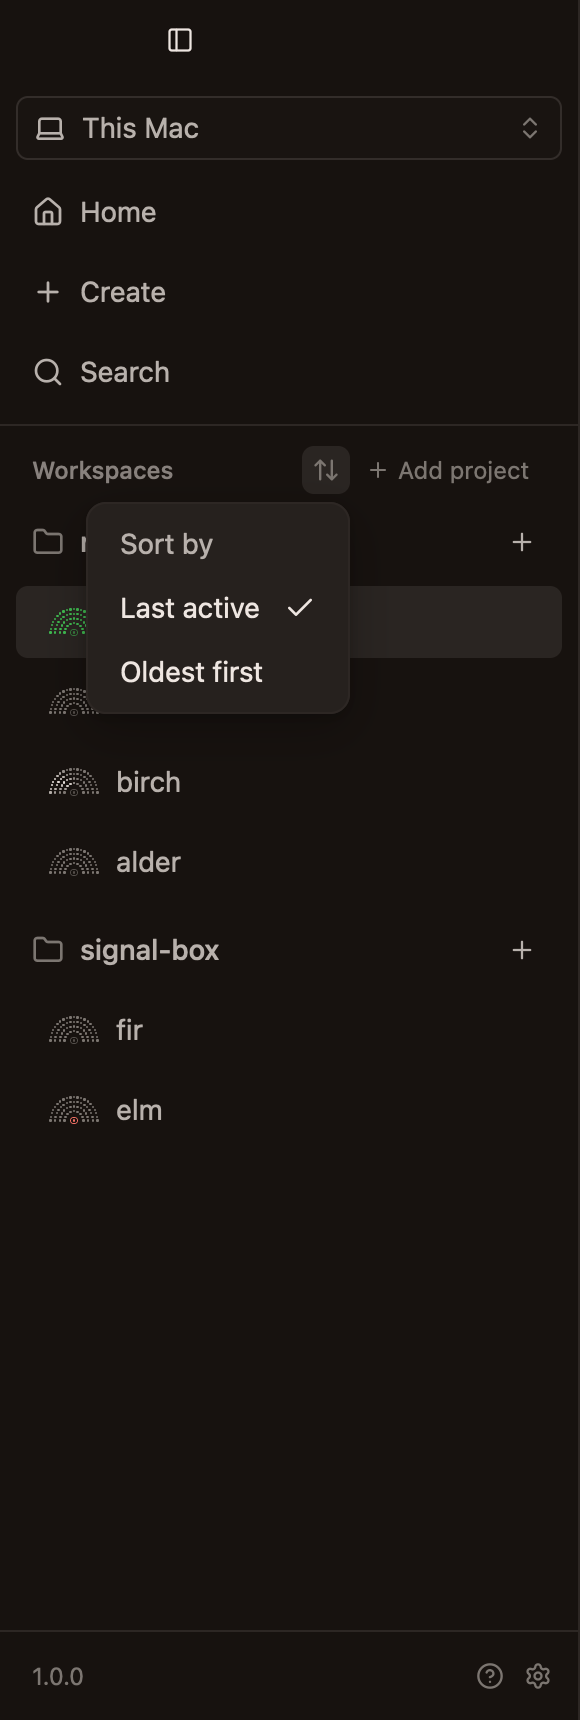 This Mac
Home
Create
Search
Workspaces
Add project
Sort by
Last active
Oldest first
birch
alder
signal-box
fir
elm
1.0.0